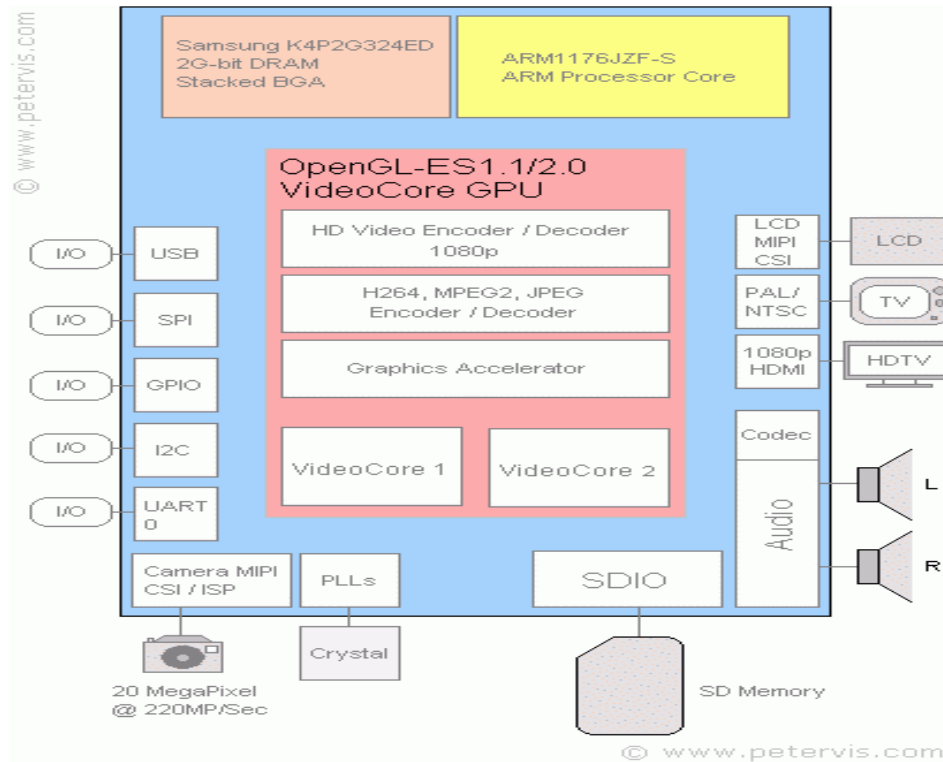 © www.petervis.com
Samsung K4P2G324ED
2G-bit DRAM
Stacked BGA
ARM1176JZF-S
ARM Processor Core
OpenGL-ES1.1/2.0
VideoCore GPU
HD Video Encoder / Decoder
1080p
H264, MPEG2, JPEG
Encoder / Decoder
Graphics Accelerator
VideoCore 1
VideoCore 2
I/O
USB
I/O
SPI
I/O
GPIO
I/O
I2C
I/O
UART
0
LCD
MIPI
CSI
LCD
PAL/
NTSC
TV
1080p
HDMI
HDTV
Codec
Audio
L
R
Camera MIPI
CSI / ISP
PLLs
SDIO
Crystal
20 MegaPixel
@ 220MP/Sec
SD Memory
© www.petervis.com